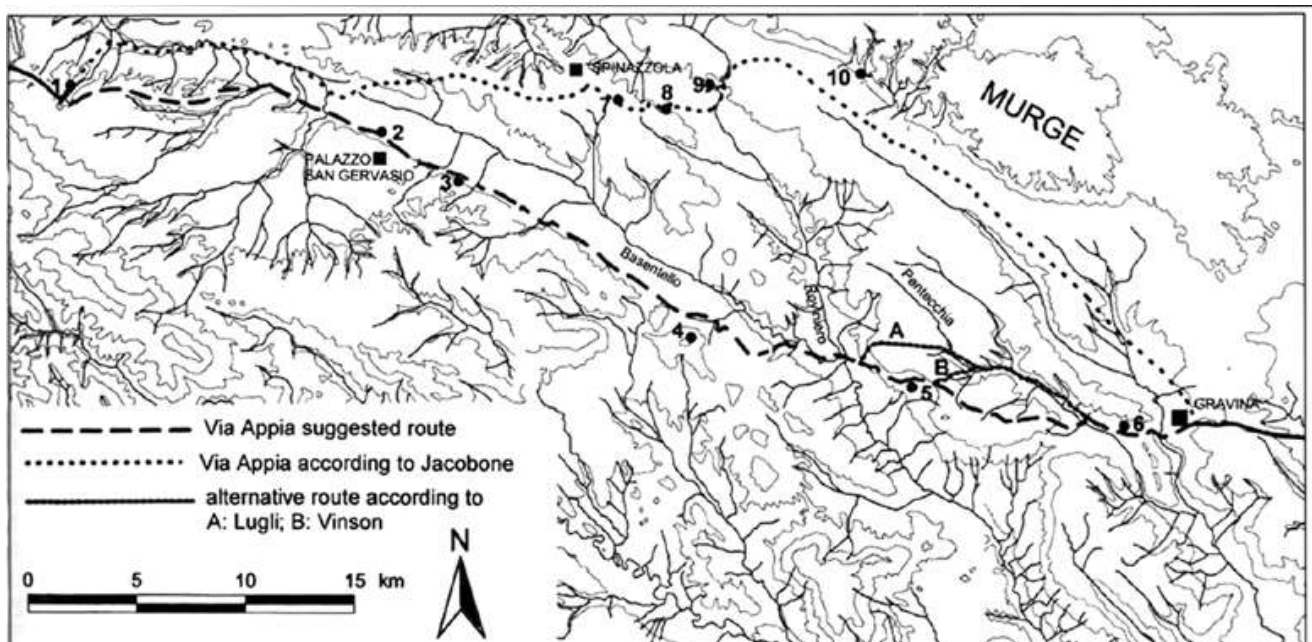 1
2
3
4
5
6
7
8
9
10
SPINAZZOLA
MURGE
PALAZZO
SAN GERVASIO
Basentello
Pentecchia
A
B
GRAVINA
Via Appia suggested route
Via Appia according to Jacobone
alternative route according to
A: Lugli; B: Vinson
N
0 5 10 15 km